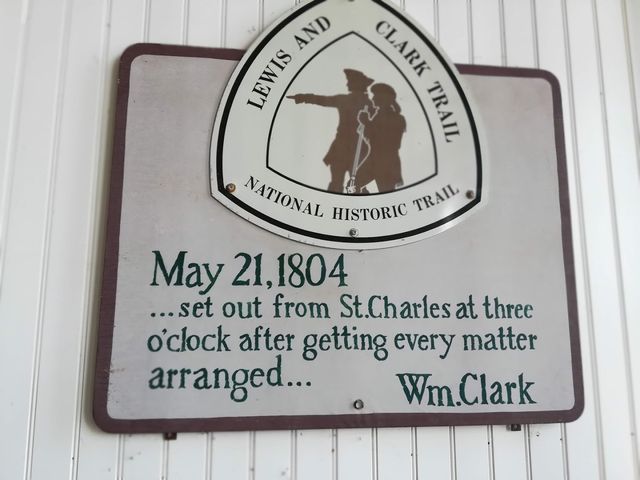 LEWIS AND CLARK TRAIL
NATIONAL HISTORIC TRAIL
May 21, 1804
...set out from St.Charles at three
o'clock after getting every matter
arranged...
Wm.Clark